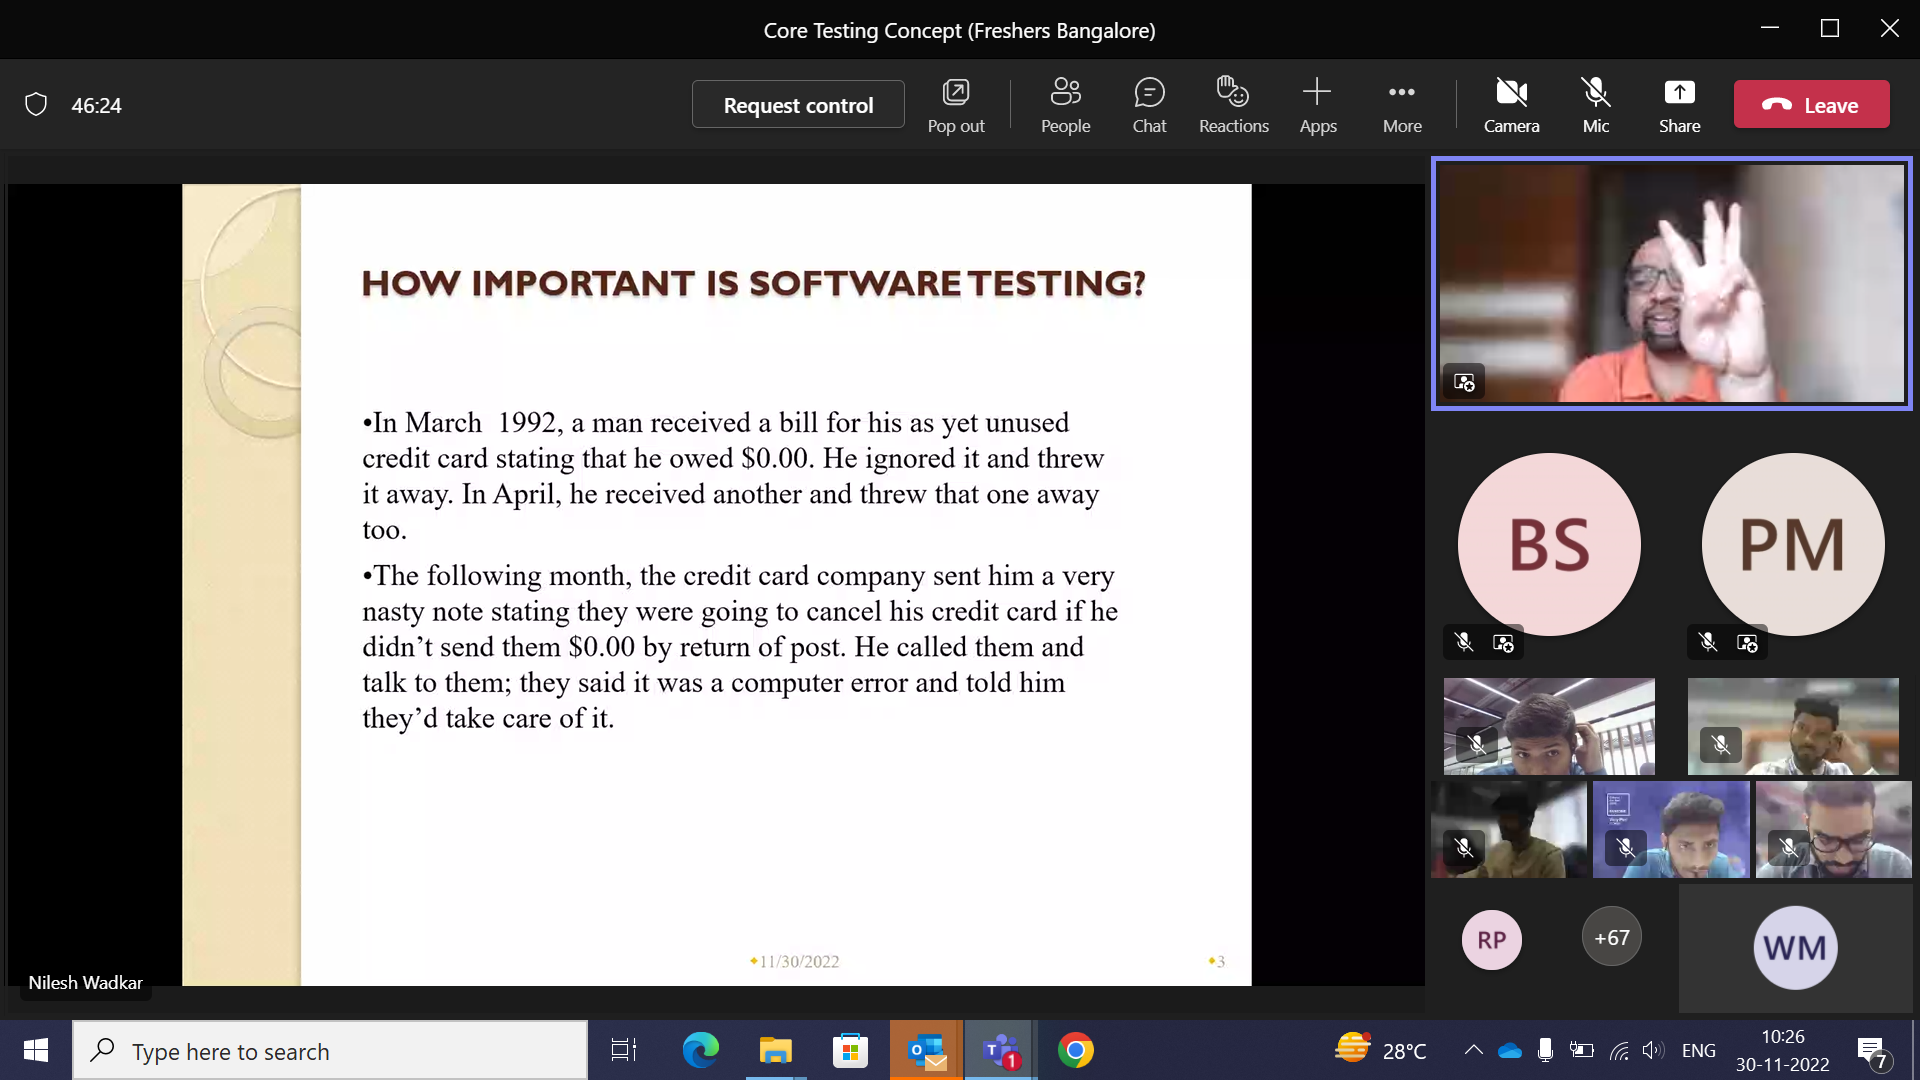 Core Testing Concept (Freshers Bangalore)
46:24
Request control
Pop out
People
Chat
Reactions
Apps
More
Camera
Mic
Share
Leave
HOW IMPORTANT IS SOFTWARE TESTING?
•In March  1992, a man received a bill for his as yet unused
credit card stating that he owed $0.00. He ignored it and threw
it away. In April, he received another and threw that one away
too.
•The following month, the credit card company sent him a very
nasty note stating they were going to cancel his credit card if he
didn’t send them $0.00 by return of post. He called them and
talk to them; they said it was a computer error and told him
they’d take care of it.
11/30/2022
3
Nilesh Wadkar
BS
PM
RP
+67
WM
Type here to search
1
28°C
ENG
10:26
30-11-2022
7